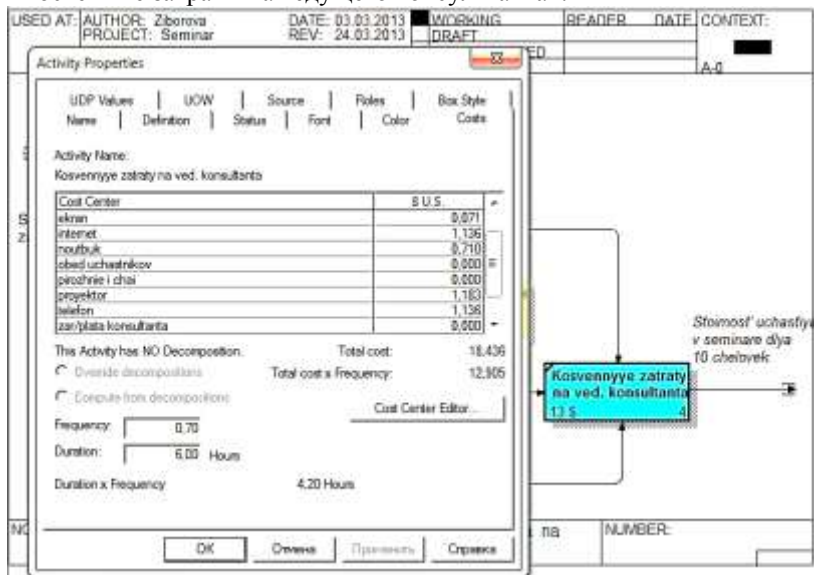 USED AT: AUTHOR: Ziborova DATE: 03.03.2013 WORKING READER DATE CONTEXT:
PROJECT: Seminar REV: 24.03.2013 DRAFT
A-0
Activity Properties
UDP Values UOW Source Roles Box Style
Name Definition Status Font Color Costs
Activity Name:
Kosvennyye zatraty na ved. konsultanta
Cost Center $ U.S.
ekran 0,071
internet 1,136
noutbuk 0,710
obed uchastnikov 0,000
pirozhnie i chai 0,000
proyektor 1,183
telefon 1,136
zar/plata konsultanta 0,000
This Activity has NO Decomposition. Total cost: 18,436
Override decompositions Total cost x Frequency: 12,905
Compute from decompositions
Cost Center Editor...
Frequency: 0,70
Duration: 6,00 Hours
Duration x Frequency 4,20 Hours
OK Отмена Применить Справка
Stoimost' uchastiya
v seminare dlya
10 chelovek
Kosvennyye zatraty
na ved. konsultanta
13 $ 4
na NUMBER: